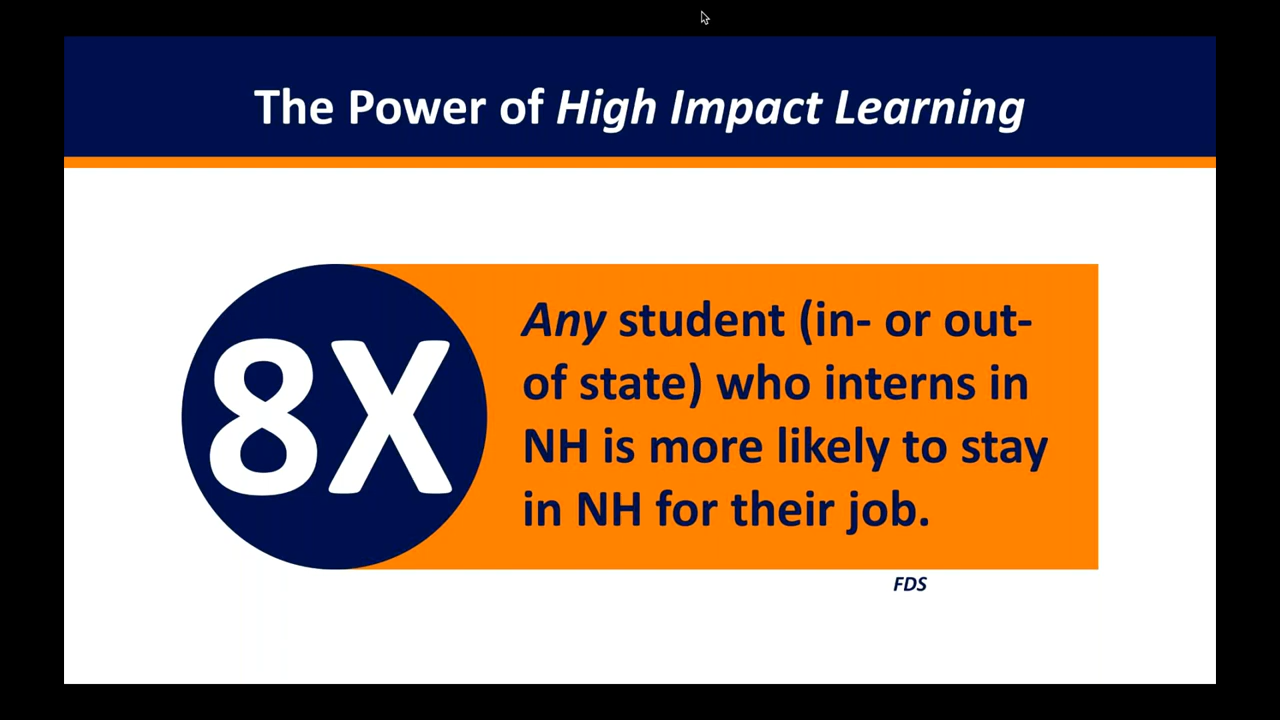 The Power of High Impact Learning
8X
Any student (in- or out-
of state) who interns in
NH is more likely to stay
in NH for their job.
FDS